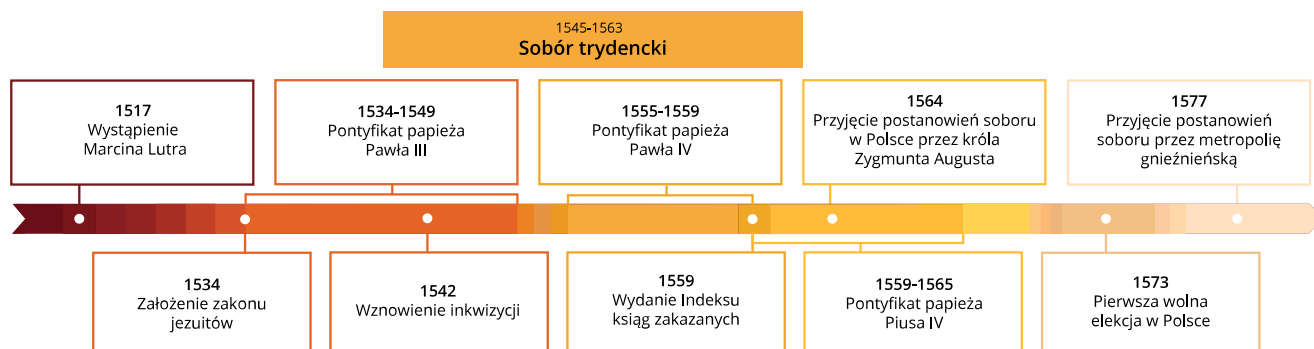 1545-1563
Sobór trydencki
1517
Wystąpienie
Marcina Lutra
1534-1549
Pontyfikat papieża
Pawła III
1555-1559
Pontyfikat papieża
Pawła IV
1564
Przyjęcie postanowień soboru
w Polsce przez króla
Zygmunta Augusta
1577
Przyjęcie postanowień
soboru przez metropolię
gnieźnieńską
1534
Założenie zakonu
jezuitów
1542
Wznowienie inkwizycji
1559
Wydanie Indeksu
ksiąg zakazanych
1559-1565
Pontyfikat papieża
Piusa IV
1573
Pierwsza wolna
elekcja w Polsce